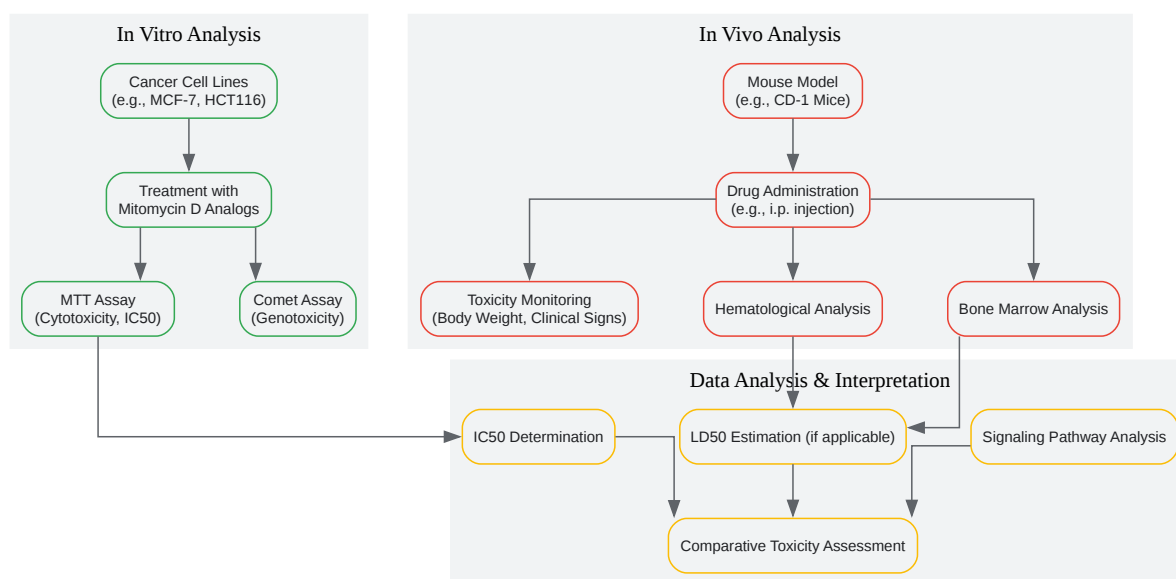 In Vitro Analysis
Cancer Cell Lines
(e.g., MCF-7, HCT116)
Treatment with
Mitomycin D Analogs
MTT Assay
(Cytotoxicity, IC50)
Comet Assay
(Genotoxicity)
In Vivo Analysis
Mouse Model
(e.g., CD-1 Mice)
Drug Administration
(e.g., i.p. injection)
Toxicity Monitoring
(Body Weight, Clinical Signs)
Hematological Analysis
Bone Marrow Analysis
Data Analysis & Interpretation
IC50 Determination
LD50 Estimation (if applicable)
Signaling Pathway Analysis
Comparative Toxicity Assessment